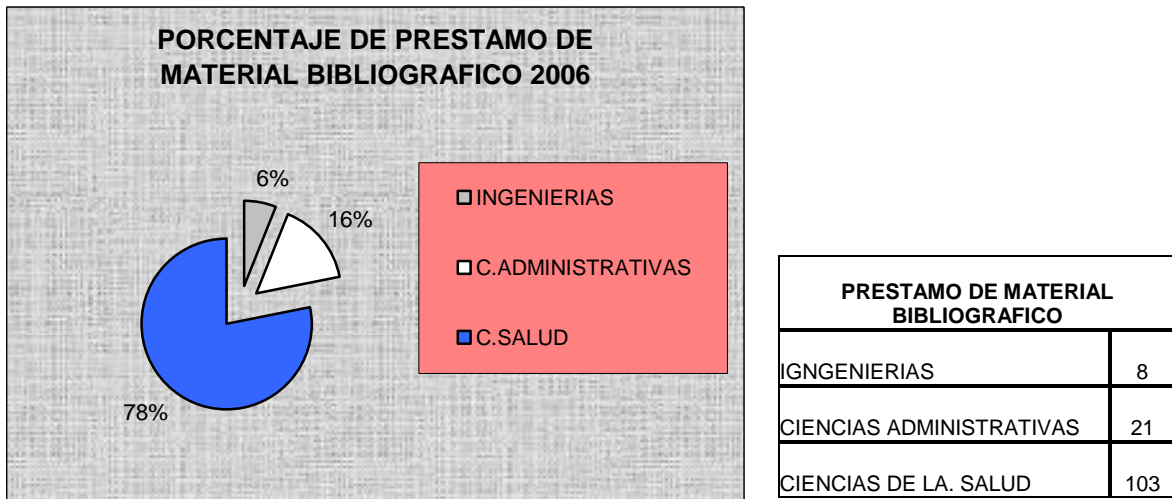 PORCENTAJE DE PRESTAMO DE
MATERIAL BIBLIOGRAFICO 2006
6%
16%
78%
INGENIERIAS
C.ADMINISTRATIVAS
C.SALUD
PRESTAMO DE MATERIAL
BIBLIOGRAFICO
IGNGENIERIAS 8
CIENCIAS ADMINISTRATIVAS 21
CIENCIAS DE LA. SALUD 103